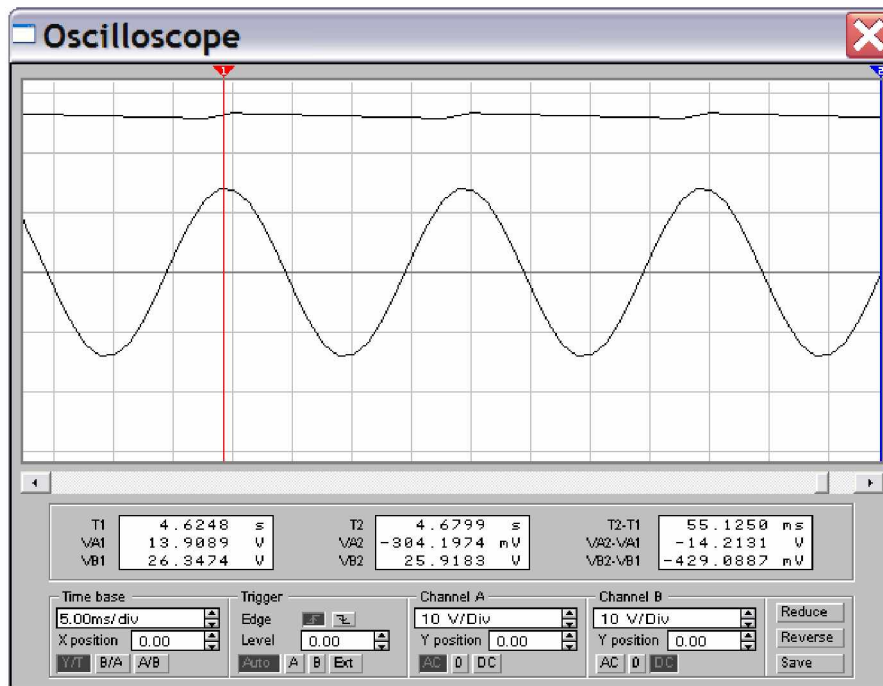 Oscilloscope
1 2
T1 4.6248 s T2 4.6799 s T2-T1 55.1250 ms
VA1 13.9089 V VA2 -304.1974 mV VA2-VA1 -14.2131 V
VB1 26.3474 V VB2 25.9183 V VB2-VB1 -429.0887 mV
Time base Trigger Channel A Channel B
5.00ms/div Edge 10 V/Div 10 V/Div Reduce
X position 0.00 Level 0.00 Y position 0.00 Y position 0.00 Reverse
Y/T B/A A/B Auto A B Ext AC 0 DC AC 0 DC Save